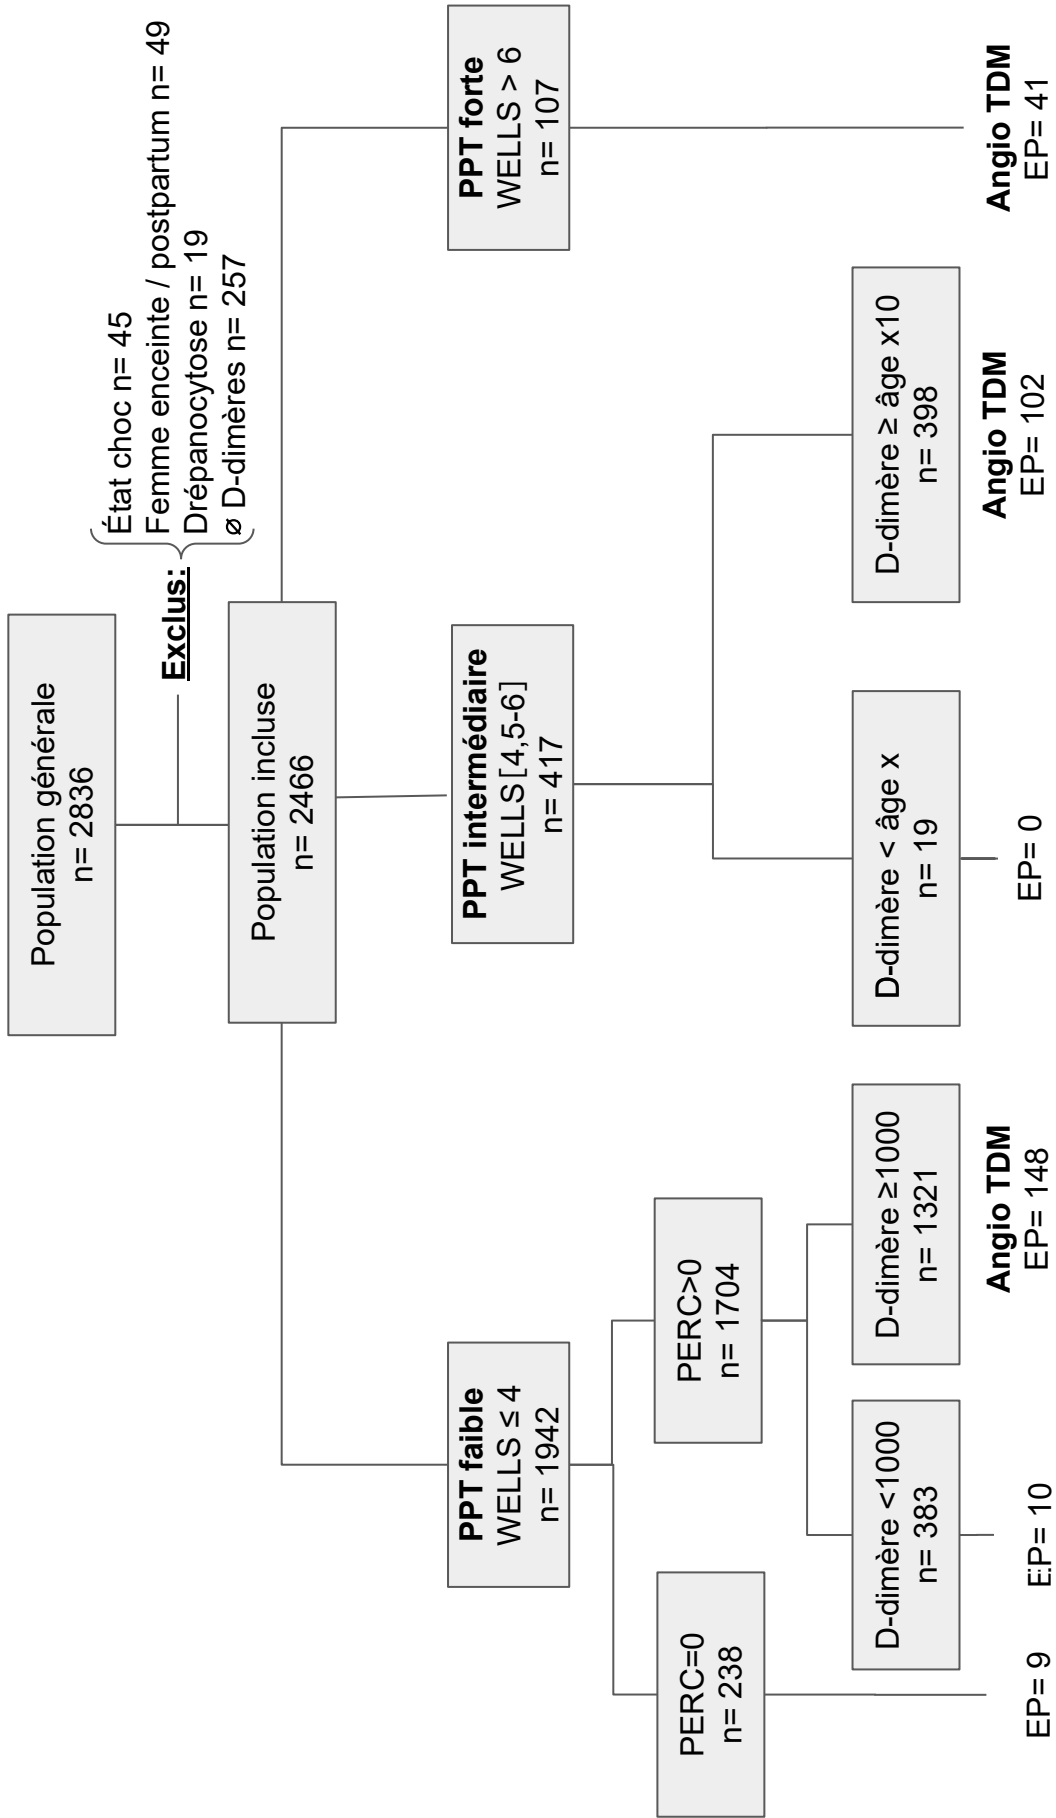 Population générale
n= 2836
Exclus:
État choc n= 45
Femme enceinte / postpartum n= 49
Drépanocytose n= 19
ø D-dimères n= 257
Population incluse
n= 2466
PPT faible
WELLS ≤ 4
n= 1942
PPT intermédiaire
WELLS [4,5-6]
n= 417
PPT forte
WELLS > 6
n= 107
PERC=0
n= 238
PERC>0
n= 1704
D-dimère <1000
n= 383
D-dimère ≥1000
n= 1321
D-dimère < âge x
n= 19
D-dimère ≥ âge x10
n= 398
EP= 9
EP= 10
Angio TDM
EP= 148
EP= 0
Angio TDM
EP= 102
Angio TDM
EP= 41